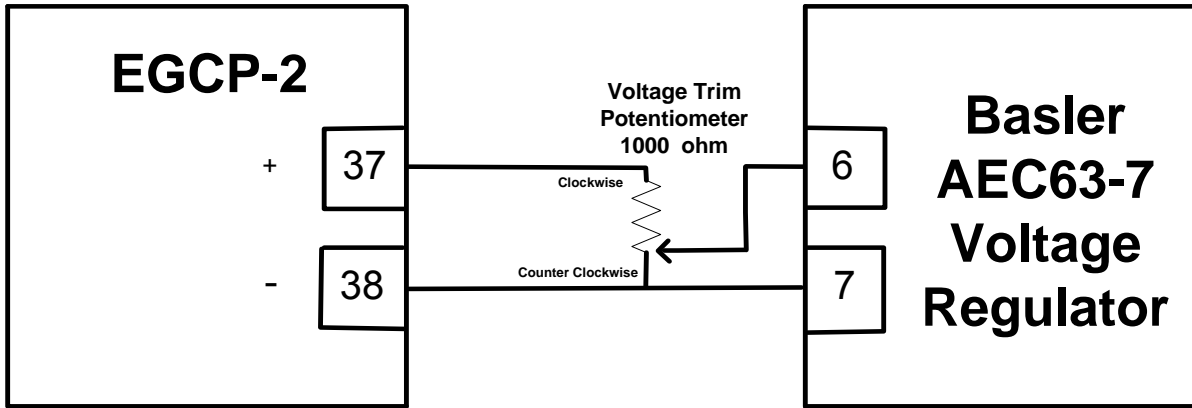 EGCP-2
+
37
-
38
Voltage Trim
Potentiometer
1000 ohm
Clockwise
Counter Clockwise
6
7
Basler
AEC63-7
Voltage
Regulator